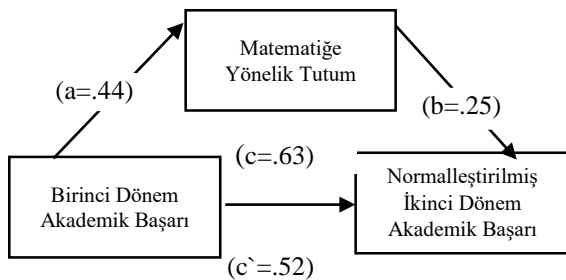 Matematiğe
Yönelik Tutum
(a=.44)
(b=.25)
(c=.63)
Birinci Dönem
Akademik Başarı
Normalleştirilmiş
İkinci Dönem
Akademik Başarı
(c`=.52)